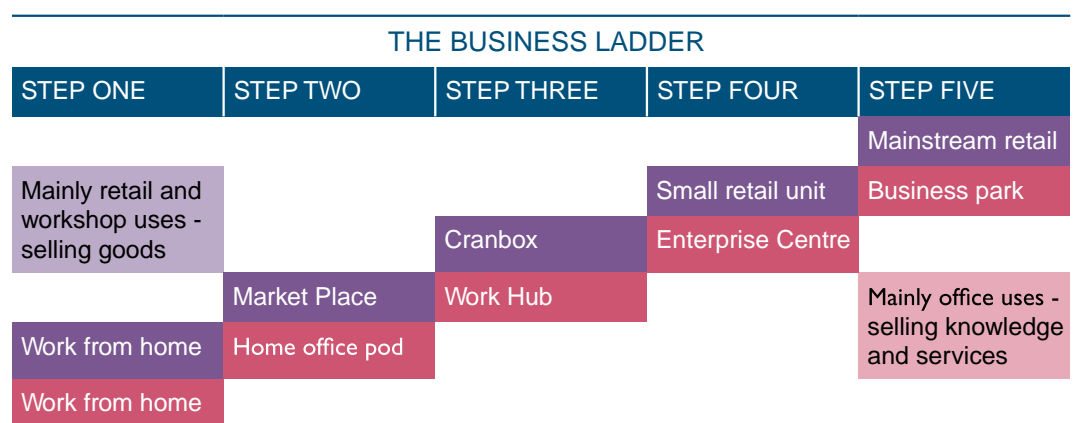 THE BUSINESS LADDER
STEP ONE
STEP TWO
STEP THREE
STEP FOUR
STEP FIVE
Mainstream retail
Mainly retail and
workshop uses -
selling goods
Small retail unit
Business park
Cranbox
Enterprise Centre
Market Place
Work Hub
Mainly office uses -
selling knowledge
and services
Work from home
Home office pod
Work from home